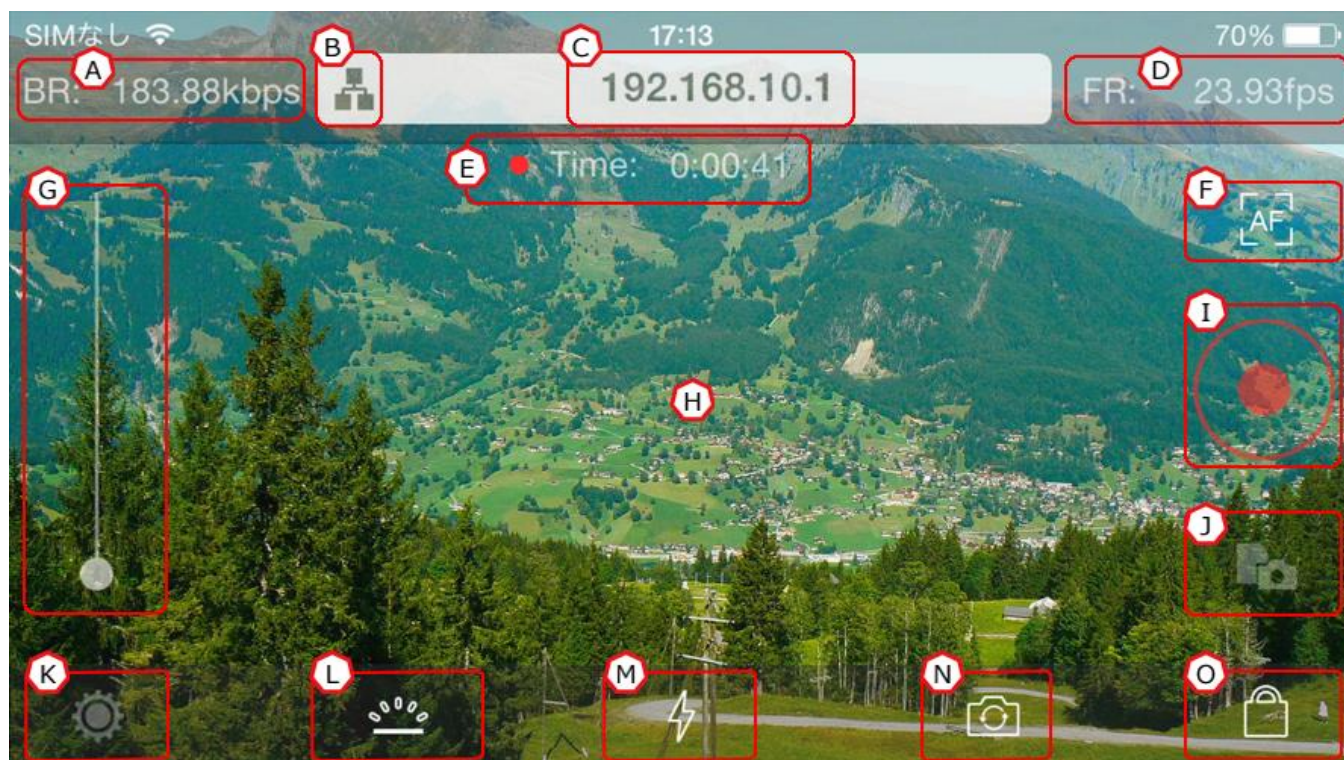 SIMなし 17:13 70%
A B C D
BR: 183.88kbps 192.168.10.1 FR: 23.93fps
E Time: 0:00:41
G F
AF
I
H
J
K L M N O